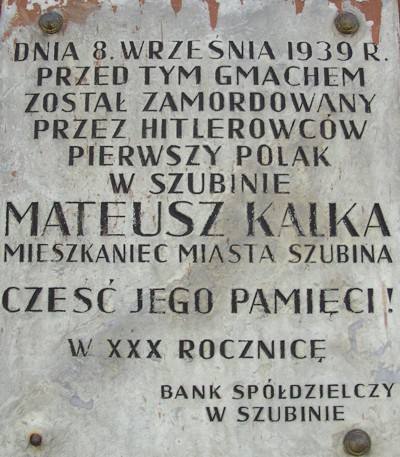 DNIA 8. WRZEŚNIA 1939 R.
PRZED TYM GMACHEM
ZOSTAŁ ZAMORDOWANY
PRZEZ HITLEROWCÓW
PIERWSZY POLAK
W SZUBINIE
MATEUSZ KALKA
MIESZKANIEC MIASTA SZUBINA
CZEŚĆ JEGO PAMIĘCI!
W XXX ROCZNICĘ
BANK SPÓŁDZIELCZY
W SZUBINIE